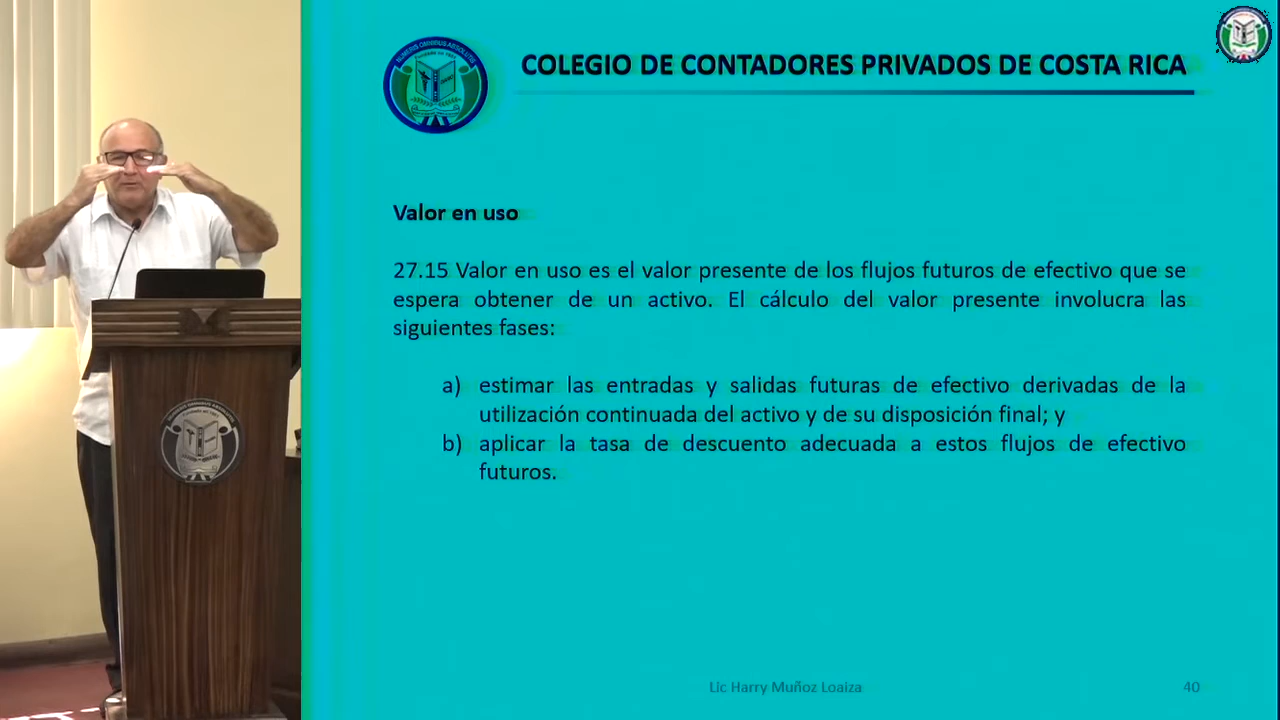 COLEGIO DE CONTADORES PRIVADOS DE COSTA RICA
NUMERIS OMNIBUS ABSOLUTIS
Valor en uso
27.15 Valor en uso es el valor presente de los flujos futuros de efectivo que se
espera obtener de un activo. El cálculo del valor presente involucra las
siguientes fases:
a) estimar las entradas y salidas futuras de efectivo derivadas de la
utilización continuada del activo y de su disposición final; y
b) aplicar la tasa de descuento adecuada a estos flujos de efectivo
futuros.
Lic Harry Muñoz Loaiza
40